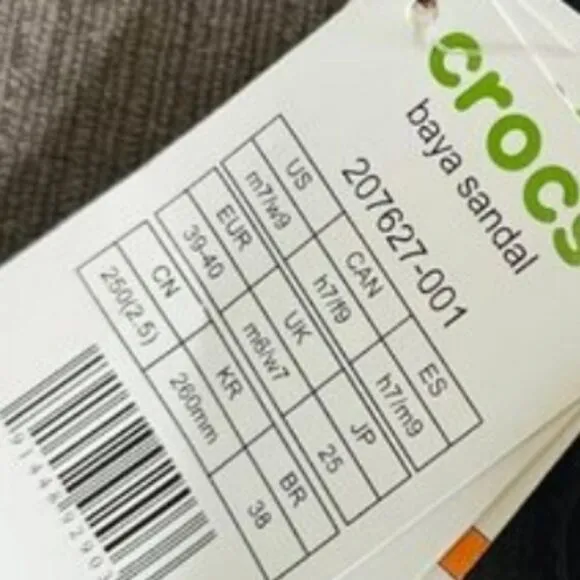 crocs
baya sandal
207627-001
US CAN ES
m7/w9 h7/f9 h7/m9
EUR UK JP
39-40 m6/w7 25
CN KR BR
250(2.5) 260mm 38